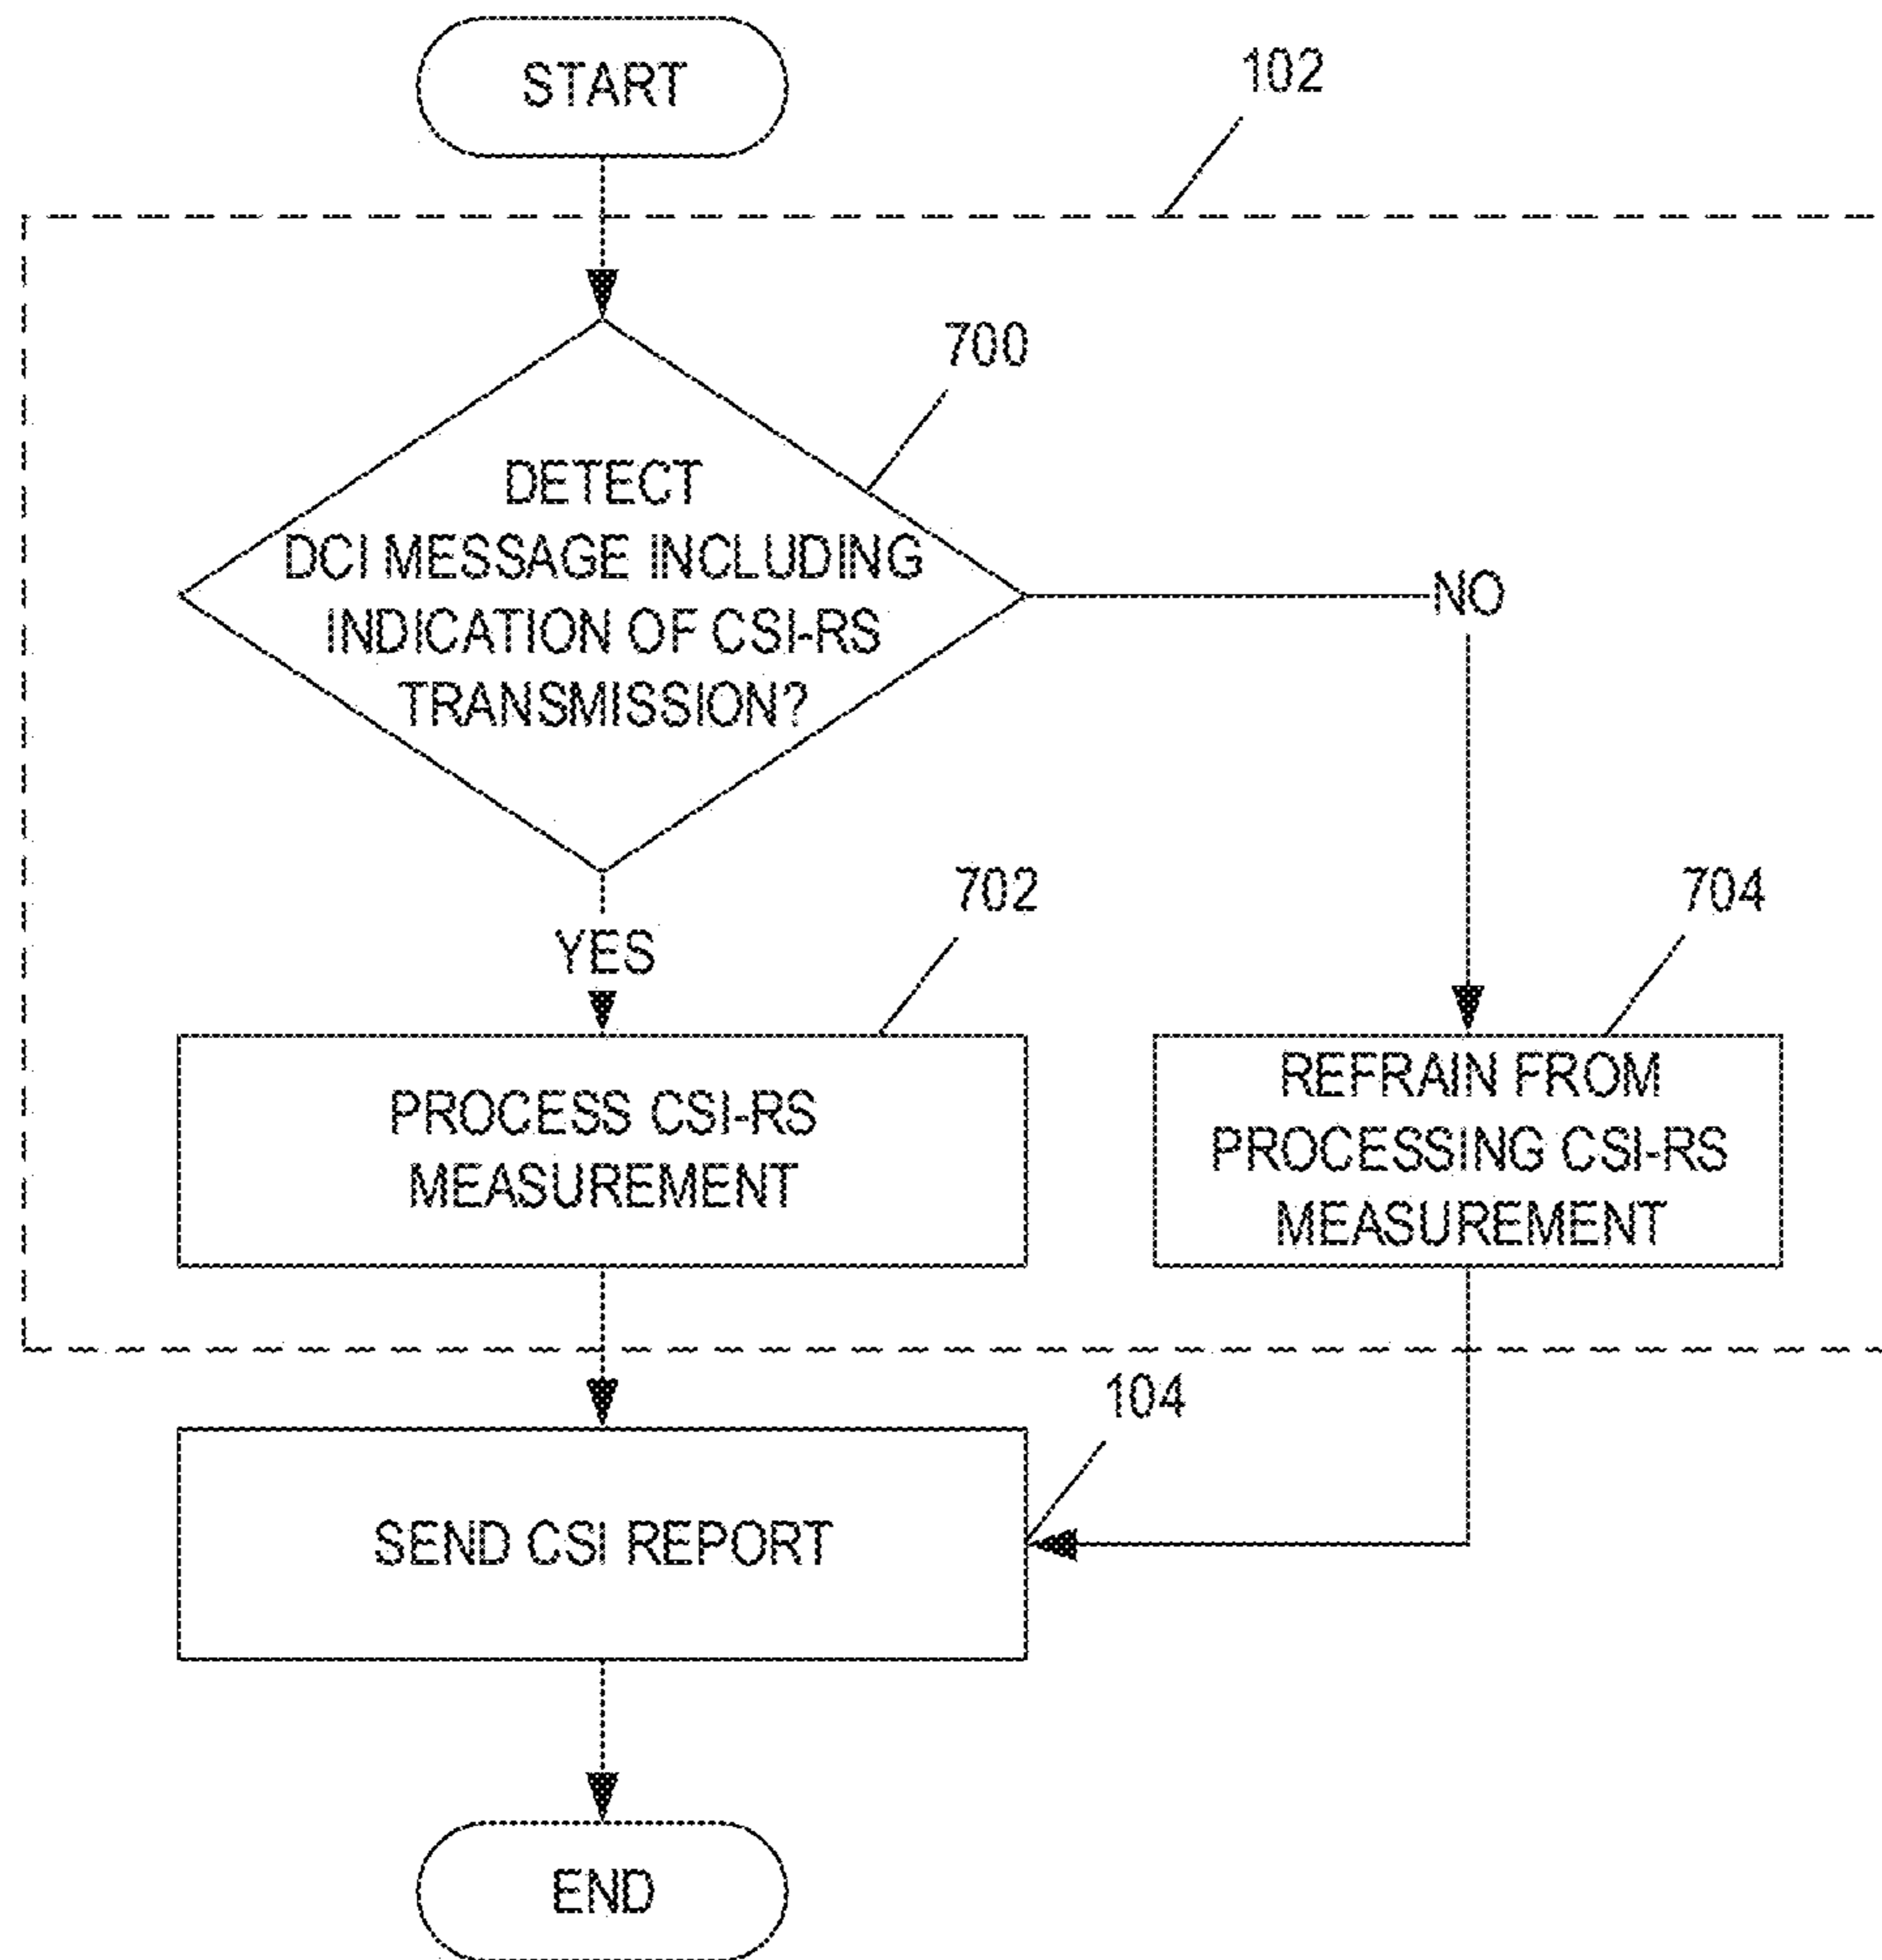 START
102
700
DETECT
DCI MESSAGE INCLUDING
INDICATION OF CSI-RS
TRANSMISSION?
NO
YES
702
704
PROCESS CSI-RS
MEASUREMENT
REFRAIN FROM
PROCESSING CSI-RS
MEASUREMENT
104
SEND CSI REPORT
END